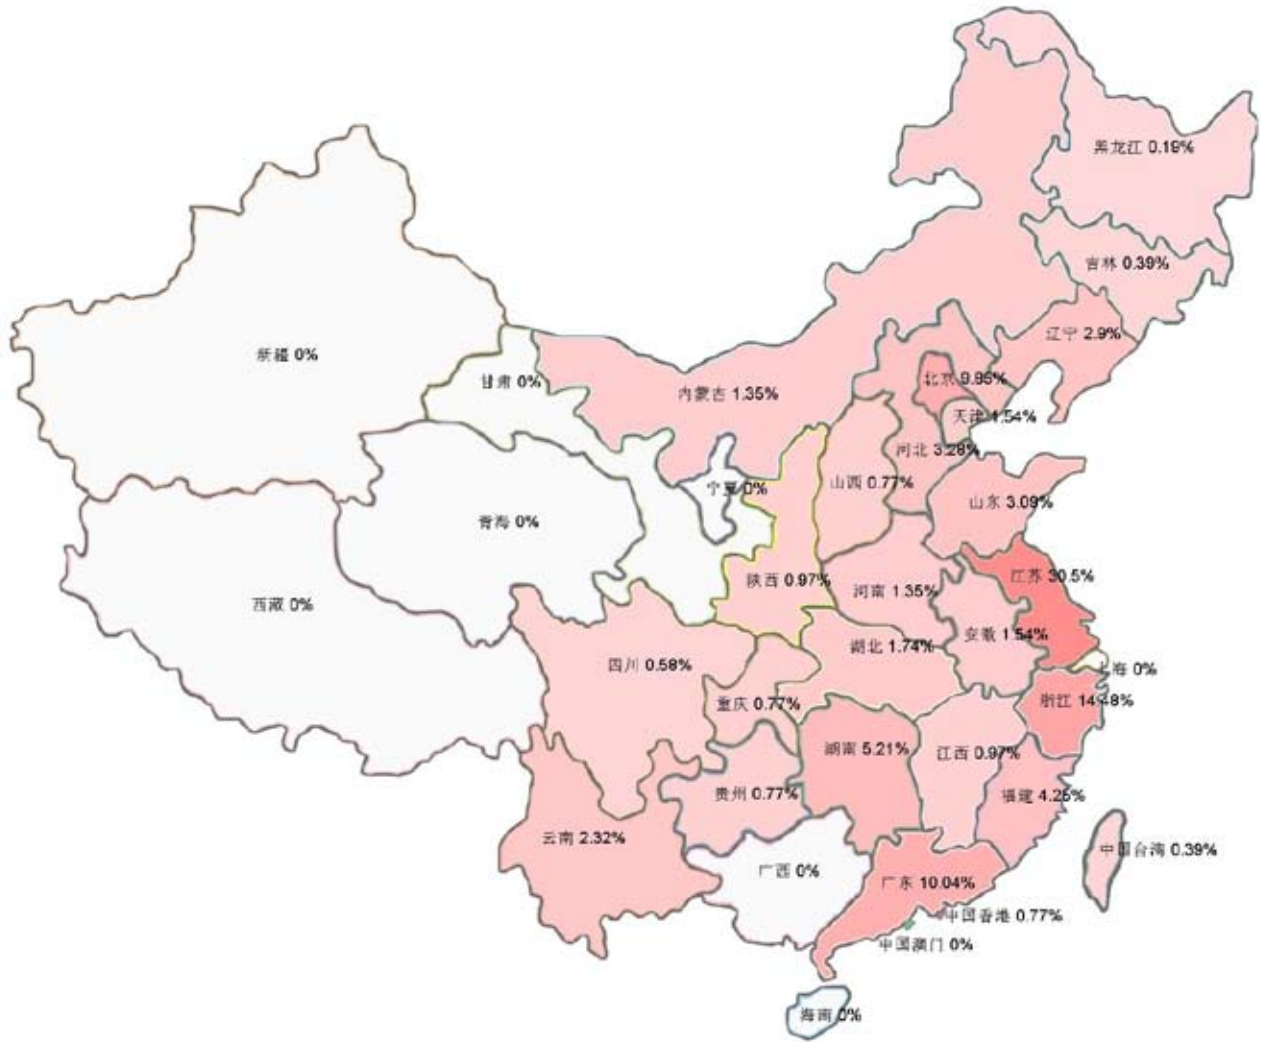 黑龙江 0.19%
吉林 0.39%
辽宁 2.9%
新疆 0%
甘肃 0%
内蒙古 1.35%
北京 9.85%
天津 1.54%
河北 3.28%
宁夏 0%
山西 0.77%
山东 3.09%
青海 0%
陕西 0.97%
河南 1.35%
江苏 30.5%
西藏 0%
安徽 1.54%
湖北 1.74%
四川 0.58%
上海 0%
重庆 0.77%
浙江 14.48%
湖南 5.21%
江西 0.97%
贵州 0.77%
福建 4.25%
云南 2.32%
中国台湾 0.39%
广西 0%
广东 10.04%
中国香港 0.77%
中国澳门 0%
海南 0%